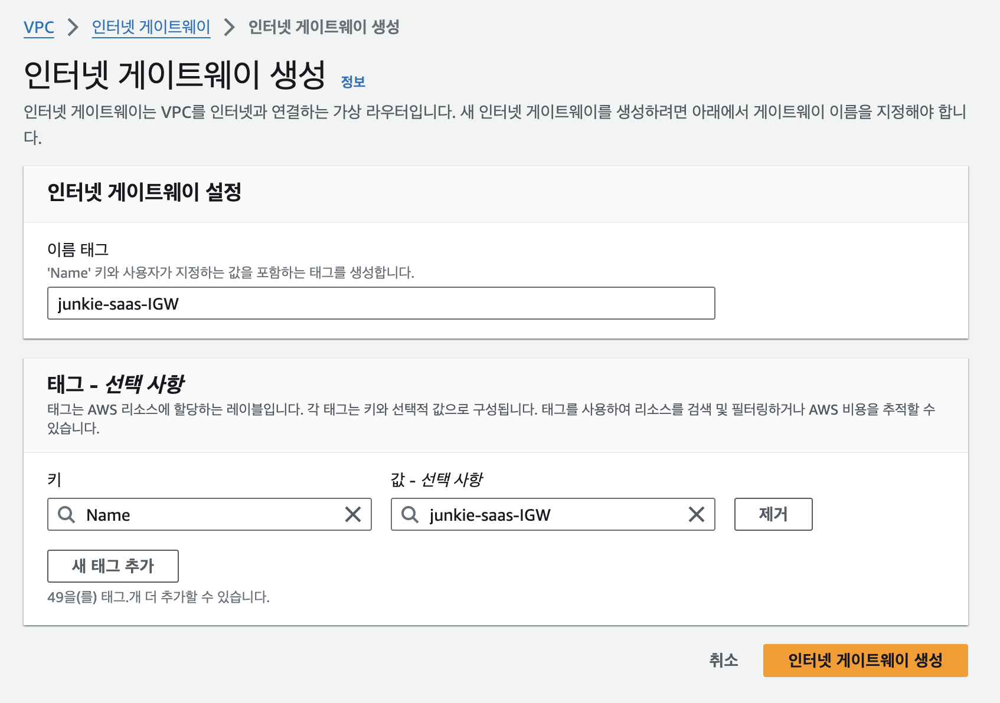 VPC > 인터넷 게이트웨이 > 인터넷 게이트웨이 생성
인터넷 게이트웨이 생성 정보
인터넷 게이트웨이는 VPC를 인터넷과 연결하는 가상 라우터입니다. 새 인터넷 게이트웨이를 생성하려면 아래에서 게이트웨이 이름을 지정해야 합니
다.
인터넷 게이트웨이 설정
이름 태그
'Name' 키와 사용자가 지정하는 값을 포함하는 태그를 생성합니다.
junkie-saas-IGW
태그 - 선택 사항
태그는 AWS 리소스에 할당하는 레이블입니다. 각 태그는 키와 선택적 값으로 구성됩니다. 태그를 사용하여 리소스를 검색 및 필터링하거나 AWS 비용을 추적할 수
있습니다.
키 값 - 선택 사항
Name junkie-saas-IGW 제거
새 태그 추가
49을(를) 태그.개 더 추가할 수 있습니다.
취소 인터넷 게이트웨이 생성